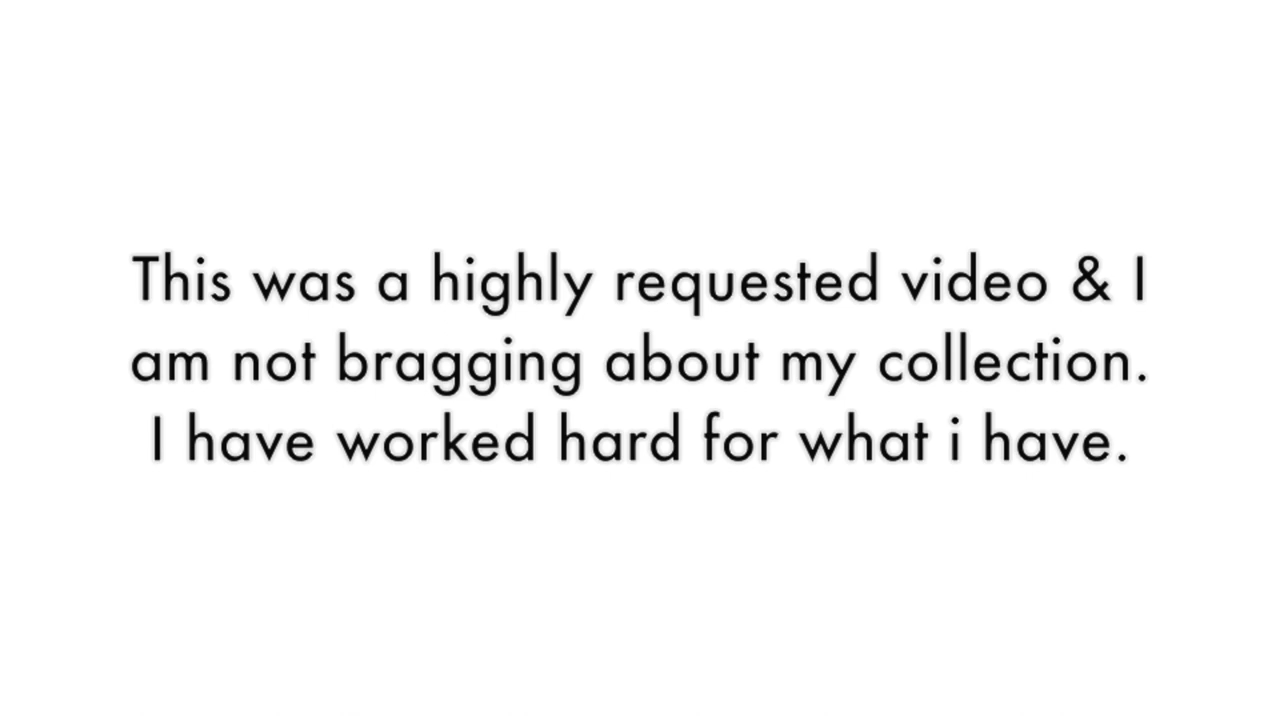 This was a highly requested video & I
am not bragging about my collection.
I have worked hard for what i have.